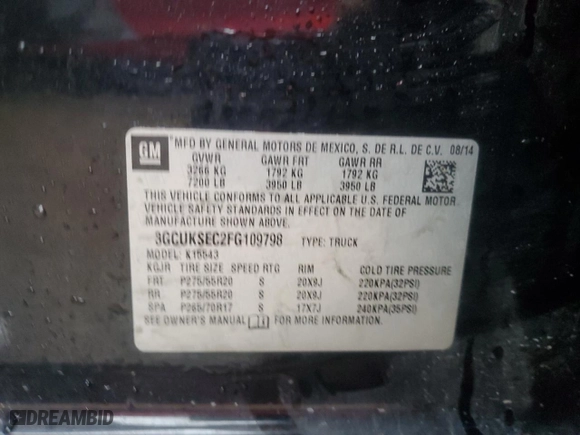 GM
MFD BY GENERAL MOTORS DE MEXICO, S. DE R.L. DE C.V. 08/14
GVWR GAWR FRT GAWR RR
3266 KG 1792 KG 1792 KG
7200 LB 3950 LB 3950 LB
THIS VEHICLE CONFORMS TO ALL APPLICABLE U.S. FEDERAL MOTOR
VEHICLE SAFETY STANDARDS IN EFFECT ON THE DATE OF
MANUFACTURE SHOWN ABOVE.
3GCUKSEC2FG109798 TYPE: TRUCK
MODEL: K15543
KGJR TIRE SIZE SPEED RTG RIM COLD TIRE PRESSURE
FRT P275/55R20 S 20X9J 220KPA(32PSI)
RR P275/55R20 S 20X9J 220KPA(32PSI)
SPA P265/70R17 S 17X7J 240KPA(35PSI)
SEE OWNER'S MANUAL FOR MORE INFORMATION.
DREAMBID